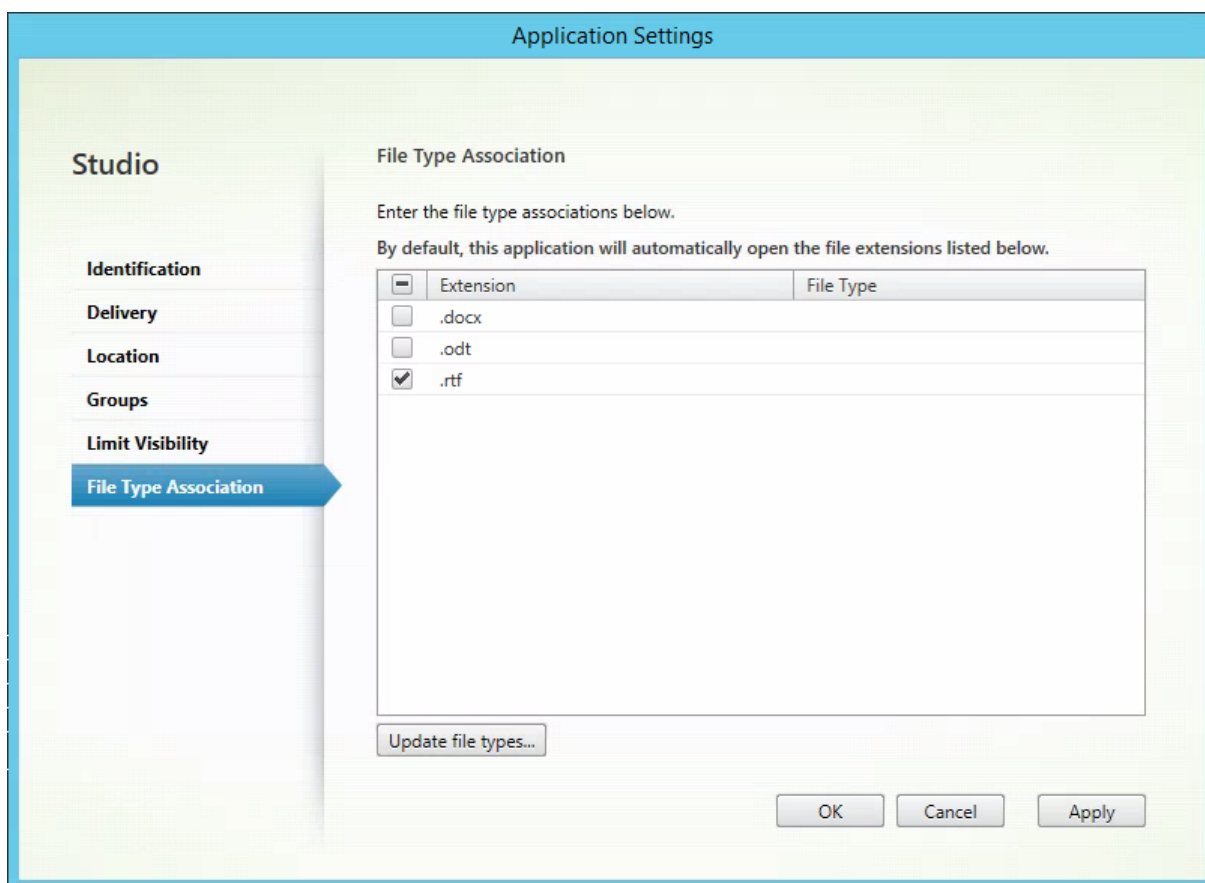 Application Settings
Studio
Identification
Delivery
Location
Groups
Limit Visibility
File Type Association
File Type Association
Enter the file type associations below.
By default, this application will automatically open the file extensions listed below.
Extension File Type
.docx
.odt
.rtf
Update file types...
OK Cancel Apply